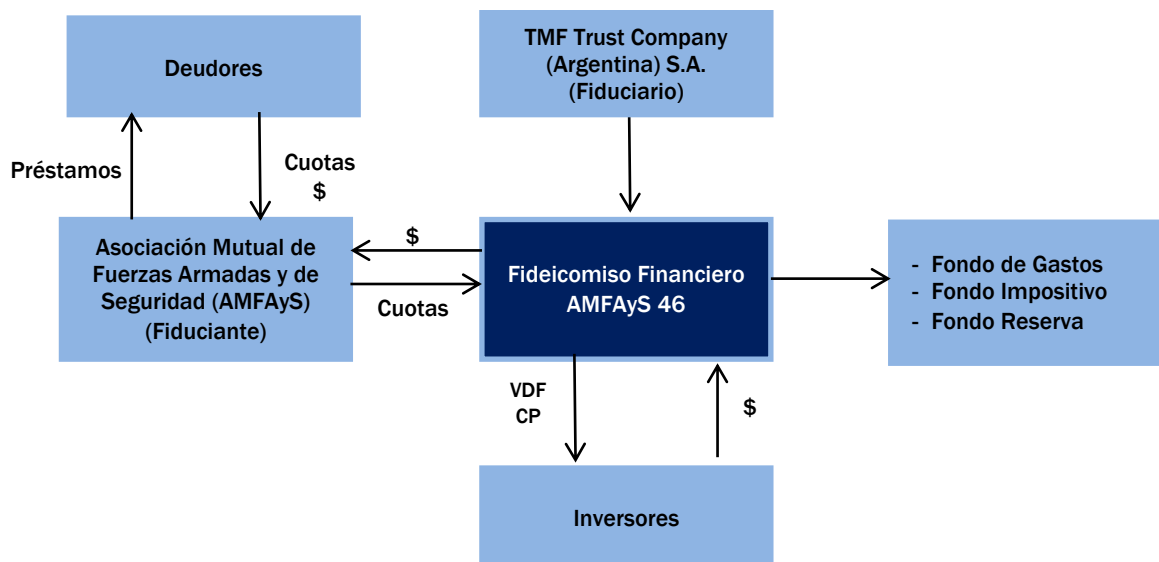 Deudores
TMF Trust Company
(Argentina) S.A.
(Fiduciario)
Préstamos
Cuotas
$
Asociación Mutual de
Fuerzas Armadas y de
Seguridad (AMFAyS)
(Fiduciante)
$
Cuotas
Fideicomiso Financiero
AMFAyS 46
- Fondo de Gastos
- Fondo Impositivo
- Fondo Reserva
VDF
CP
$
Inversores